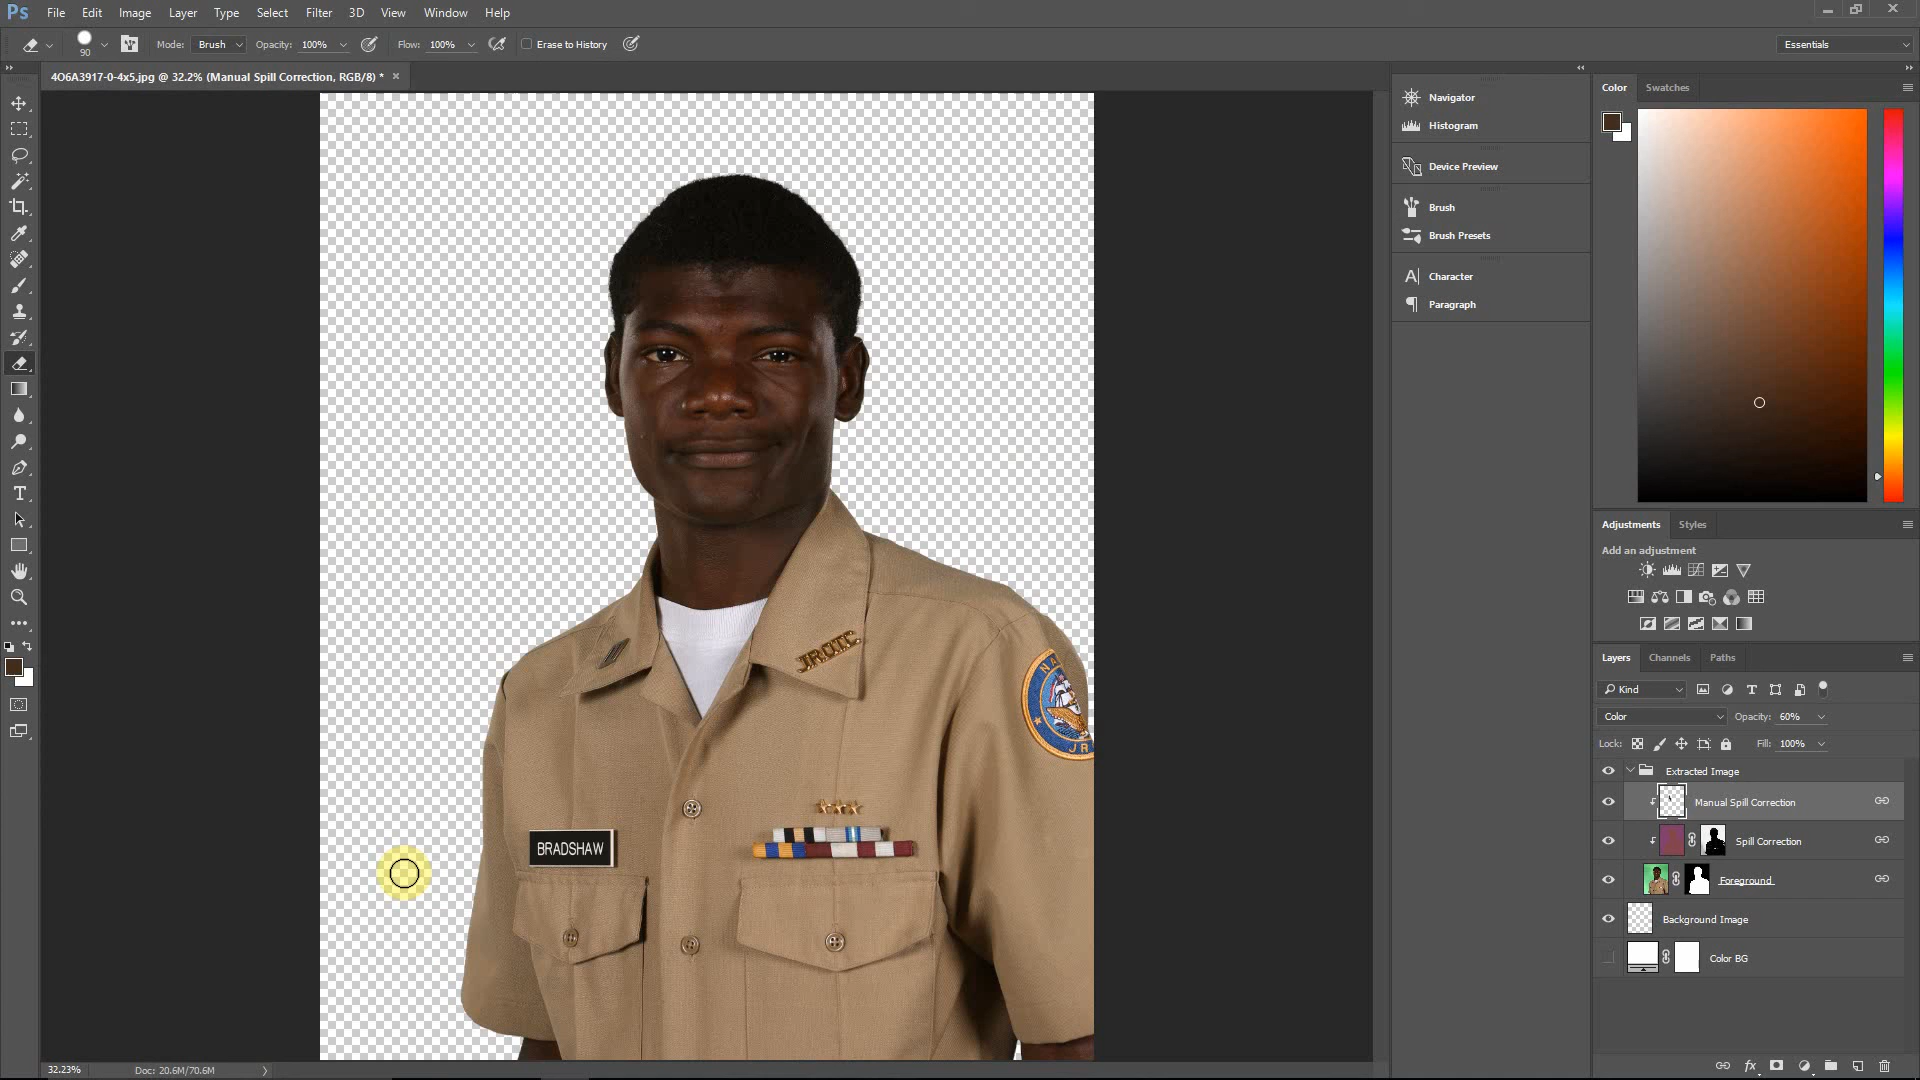 Ps File Edit Image Layer Type Select Filter 3D View Window Help
90 Mode: Brush Opacity: 100% Flow: 100% Erase to History Essentials
4O6A3917-0-4x5.jpg @ 32.2% (Manual Spill Correction, RGB/8) *
Navigator
Histogram
Device Preview
Brush
Brush Presets
Character
Paragraph
Color Swatches
Adjustments Styles
Add an adjustment
Layers Channels Paths
Kind
Color Opacity: 60%
Lock: Fill: 100%
Extracted Image
Manual Spill Correction
Spill Correction
Foreground
Background Image
Color BG
J.R.O.T.C.
NA
JR
BRADSHAW
32.23% Doc: 20.6M/70.6M